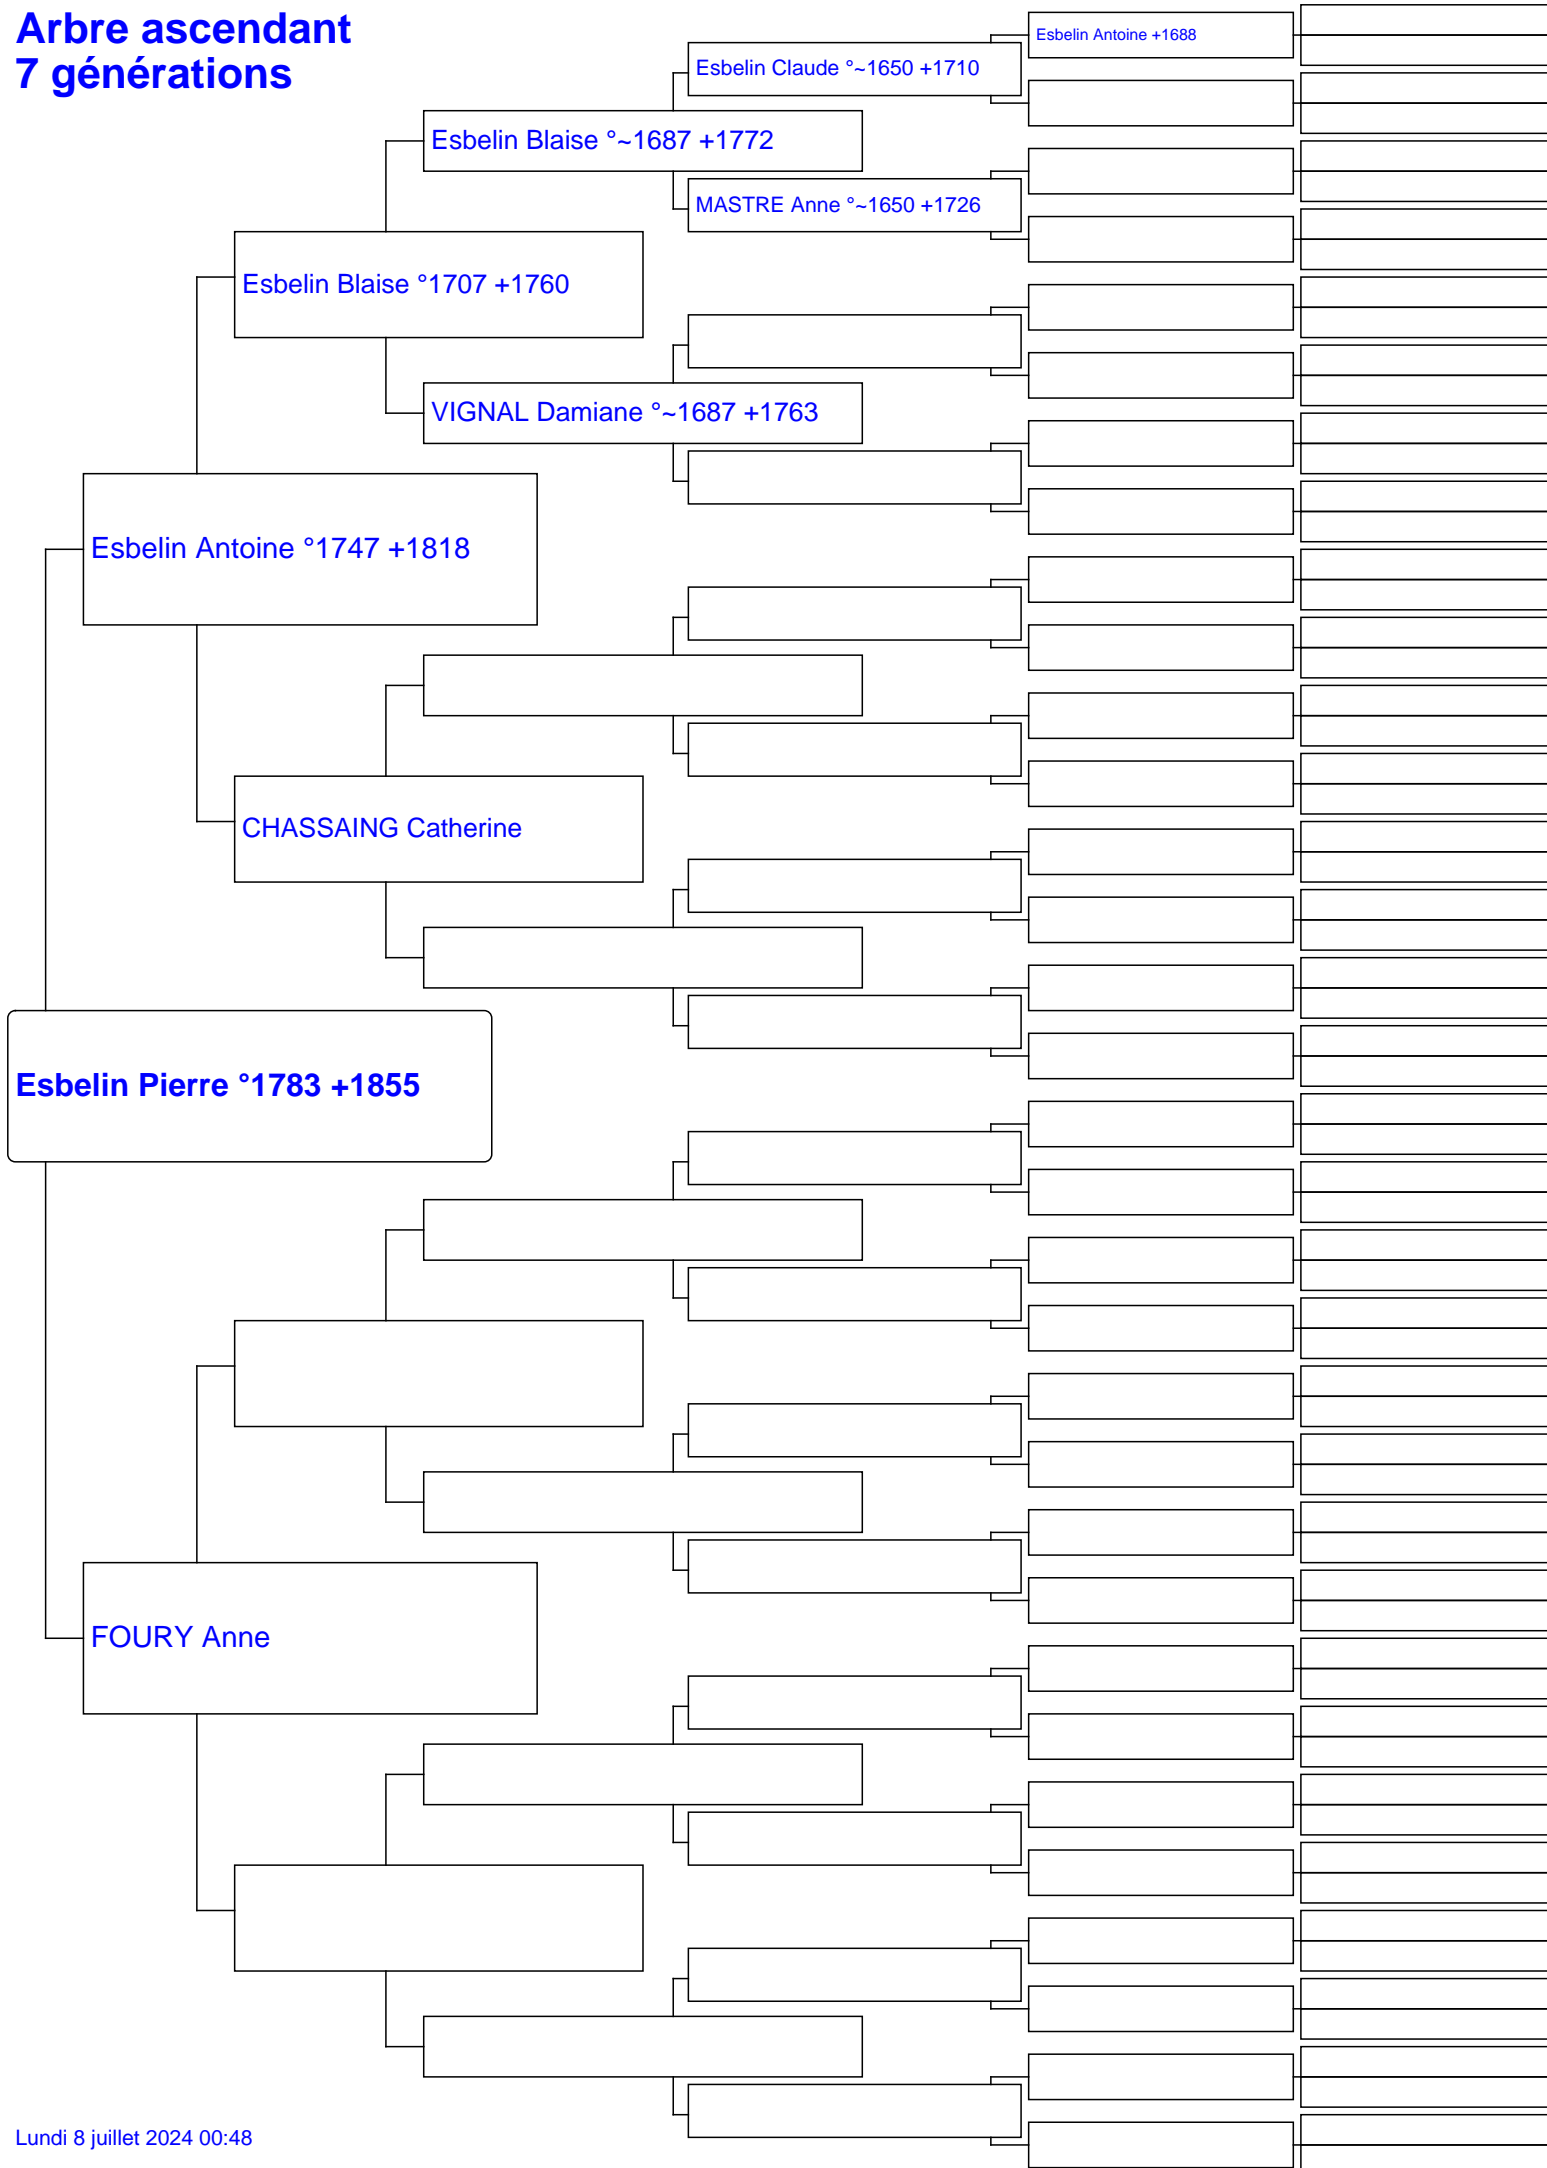 Arbre ascendant
7 générations
Esbelin Antoine +1688
Esbelin Claude °~1650 +1710
Esbelin Blaise °~1687 +1772
MASTRE Anne °~1650 +1726
Esbelin Blaise °1707 +1760
VIGNAL Damiane °~1687 +1763
Esbelin Antoine °1747 +1818
CHASSAING Catherine
Esbelin Pierre °1783 +1855
FOURY Anne
Lundi 8 juillet 2024 00:48